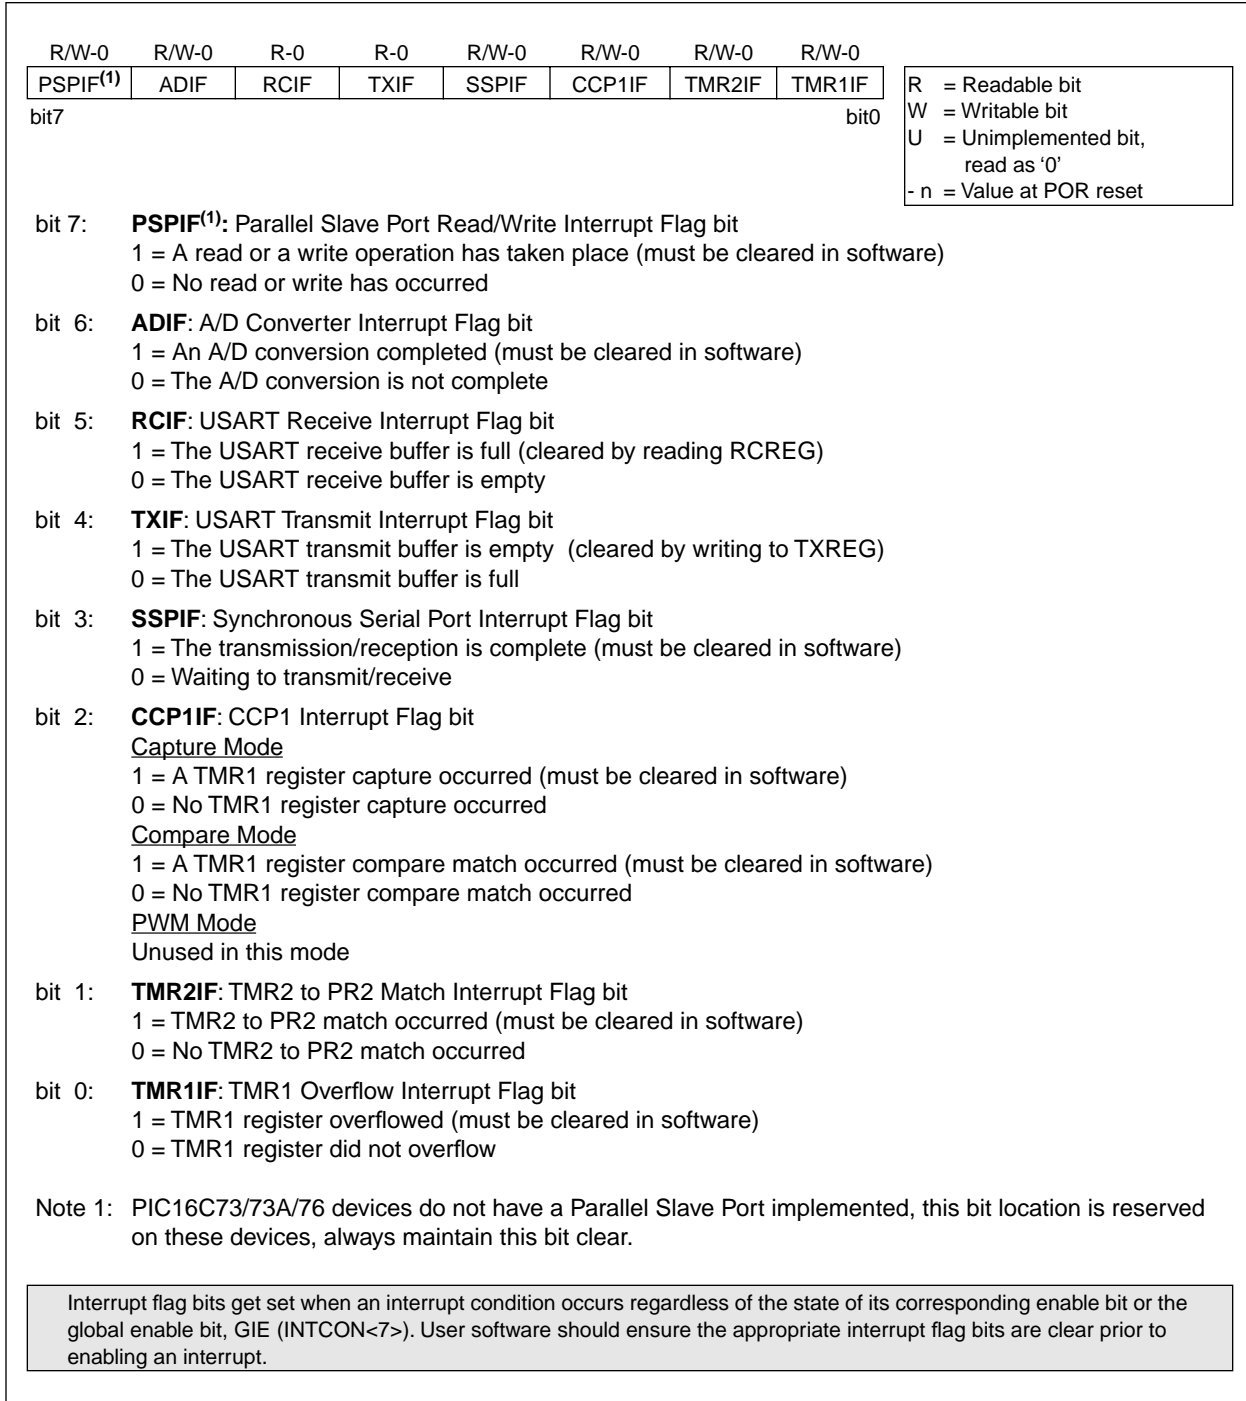 R/W-0 R/W-0 R-0 R-0 R/W-0 R/W-0 R/W-0 R/W-0
PSPIF(1) ADIF RCIF TXIF SSPIF CCP1IF TMR2IF TMR1IF
bit7 bit0
R = Readable bit
W = Writable bit
U = Unimplemented bit,
read as ‘0’
- n = Value at POR reset
bit 7: PSPIF(1): Parallel Slave Port Read/Write Interrupt Flag bit
1 = A read or a write operation has taken place (must be cleared in software)
0 = No read or write has occurred
bit 6: ADIF: A/D Converter Interrupt Flag bit
1 = An A/D conversion completed (must be cleared in software)
0 = The A/D conversion is not complete
bit 5: RCIF: USART Receive Interrupt Flag bit
1 = The USART receive buffer is full (cleared by reading RCREG)
0 = The USART receive buffer is empty
bit 4: TXIF: USART Transmit Interrupt Flag bit
1 = The USART transmit buffer is empty (cleared by writing to TXREG)
0 = The USART transmit buffer is full
bit 3: SSPIF: Synchronous Serial Port Interrupt Flag bit
1 = The transmission/reception is complete (must be cleared in software)
0 = Waiting to transmit/receive
bit 2: CCP1IF: CCP1 Interrupt Flag bit
Capture Mode
1 = A TMR1 register capture occurred (must be cleared in software)
0 = No TMR1 register capture occurred
Compare Mode
1 = A TMR1 register compare match occurred (must be cleared in software)
0 = No TMR1 register compare match occurred
PWM Mode
Unused in this mode
bit 1: TMR2IF: TMR2 to PR2 Match Interrupt Flag bit
1 = TMR2 to PR2 match occurred (must be cleared in software)
0 = No TMR2 to PR2 match occurred
bit 0: TMR1IF: TMR1 Overflow Interrupt Flag bit
1 = TMR1 register overflowed (must be cleared in software)
0 = TMR1 register did not overflow
Note 1: PIC16C73/73A/76 devices do not have a Parallel Slave Port implemented, this bit location is reserved
on these devices, always maintain this bit clear.
Interrupt flag bits get set when an interrupt condition occurs regardless of the state of its corresponding enable bit or the
global enable bit, GIE (INTCON<7>). User software should ensure the appropriate interrupt flag bits are clear prior to
enabling an interrupt.